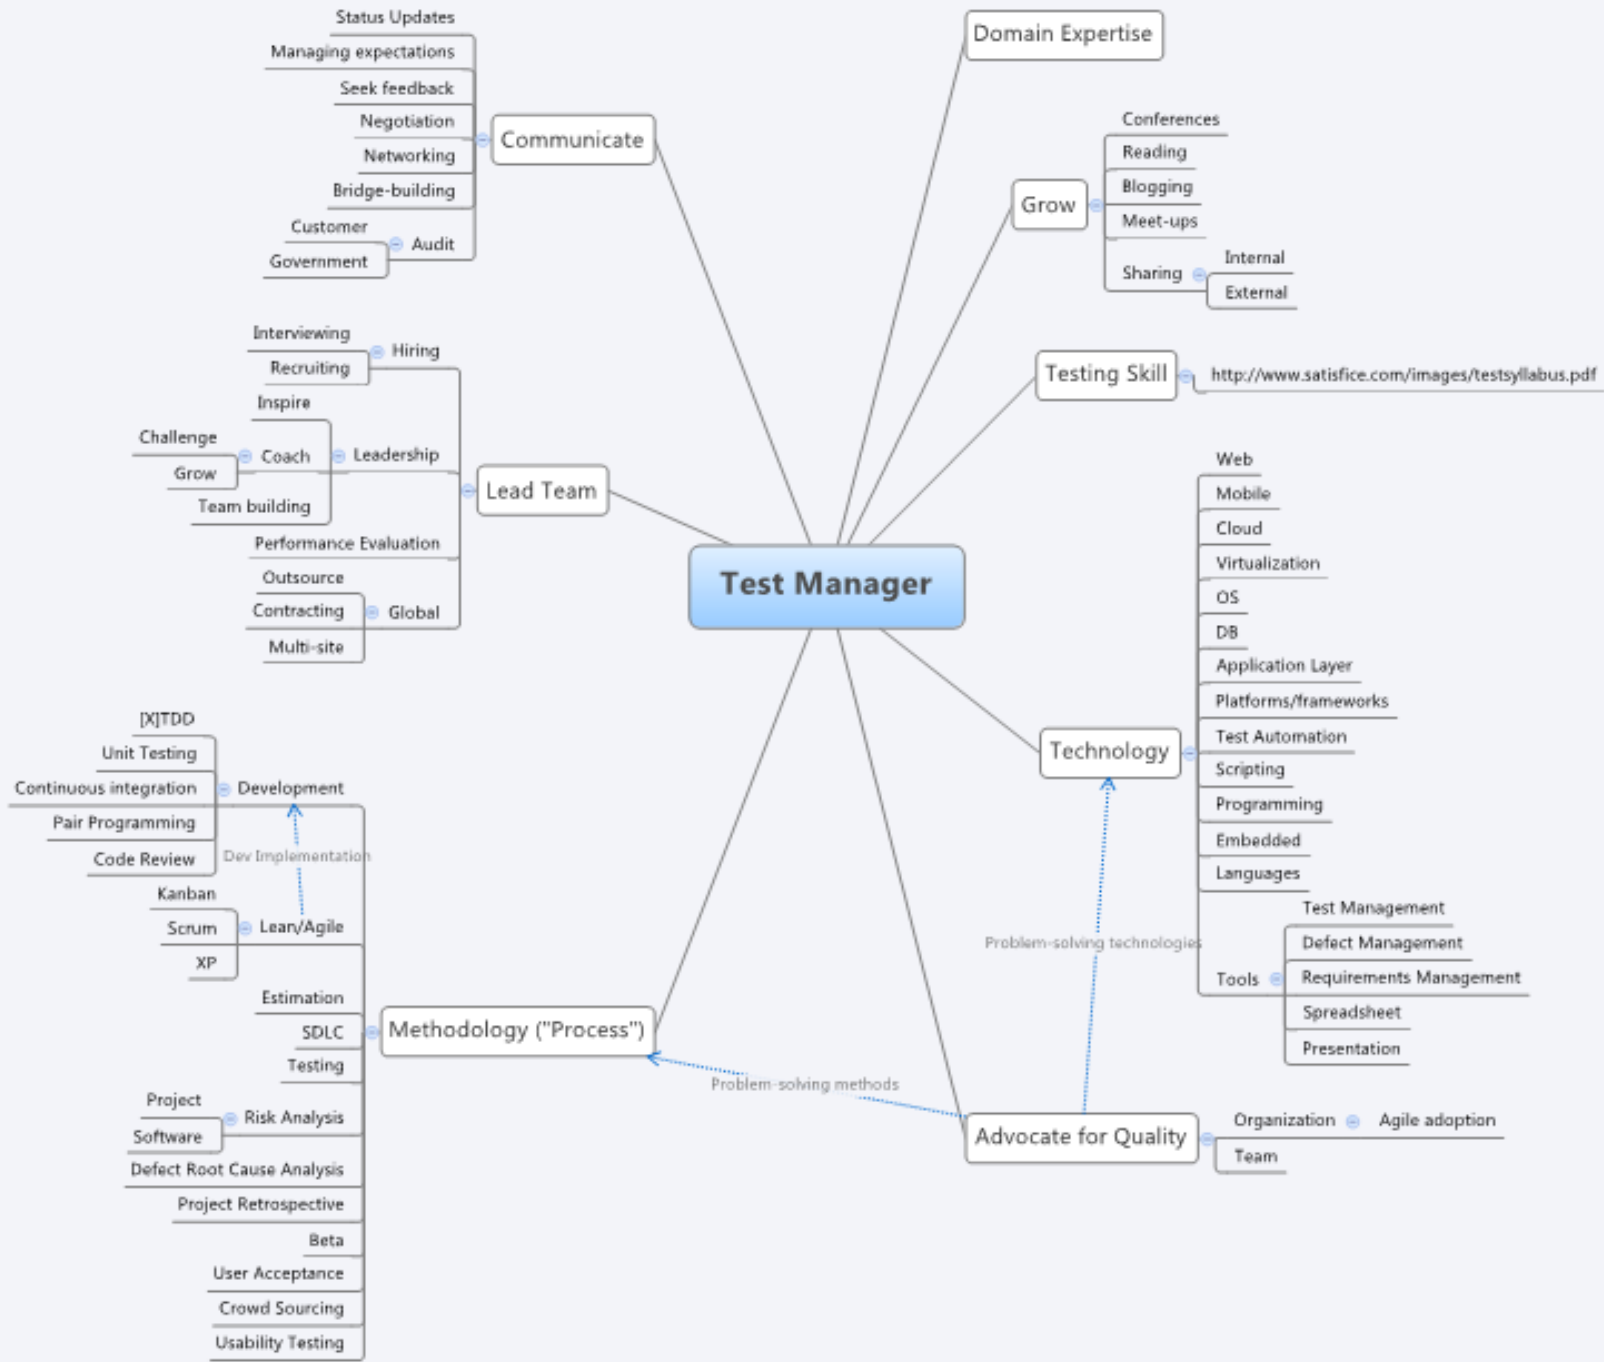 Test Manager
Domain Expertise
Grow
Conferences
Reading
Blogging
Meet-ups
Sharing
Internal
External
Testing Skill
http://www.satisfice.com/images/testsyllabus.pdf
Technology
Web
Mobile
Cloud
Virtualization
OS
DB
Application Layer
Platforms/frameworks
Test Automation
Scripting
Programming
Embedded
Languages
Tools
Test Management
Defect Management
Requirements Management
Spreadsheet
Presentation
Problem-solving technologies
Advocate for Quality
Organization
Agile adoption
Team
Problem-solving methods
Communicate
Status Updates
Managing expectations
Seek feedback
Negotiation
Networking
Bridge-building
Audit
Customer
Government
Lead Team
Hiring
Interviewing
Recruiting
Leadership
Inspire
Coach
Challenge
Grow
Team building
Performance Evaluation
Global
Outsource
Contracting
Multi-site
Methodology ("Process")
Development
[X]TDD
Unit Testing
Continuous integration
Pair Programming
Code Review
Dev Implementation
Lean/Agile
Kanban
Scrum
XP
Estimation
SDLC
Testing
Risk Analysis
Project
Software
Defect Root Cause Analysis
Project Retrospective
Beta
User Acceptance
Crowd Sourcing
Usability Testing